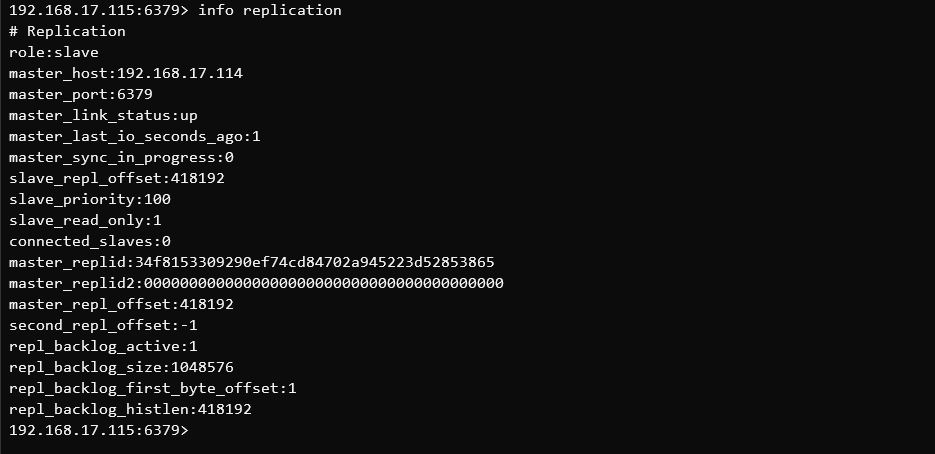 192.168.17.115:6379> info replication
# Replication
role:slave
master_host:192.168.17.114
master_port:6379
master_link_status:up
master_last_io_seconds_ago:1
master_sync_in_progress:0
slave_repl_offset:418192
slave_priority:100
slave_read_only:1
connected_slaves:0
master_replid:34f8153309290ef74cd84702a945223d52853865
master_replid2:0000000000000000000000000000000000000000
master_repl_offset:418192
second_repl_offset:-1
repl_backlog_active:1
repl_backlog_size:1048576
repl_backlog_first_byte_offset:1
repl_backlog_histlen:418192
192.168.17.115:6379>